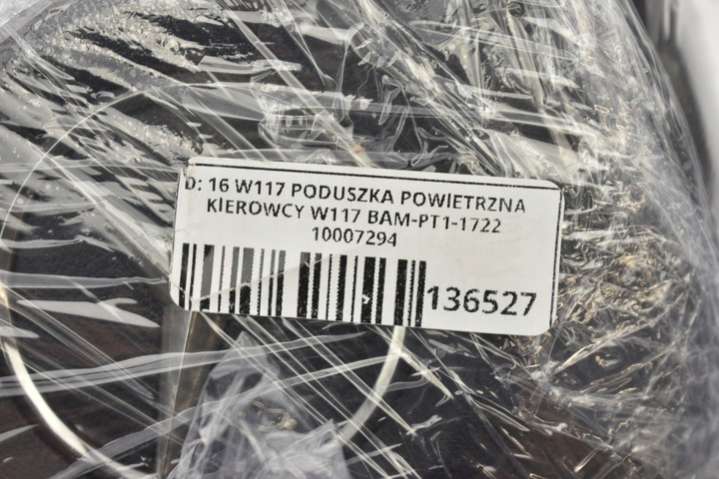 D: 16 W117 PODUSZKA POWIETRZNA
KIEROWCY W117 BAM-PT1-1722
10007294
136527